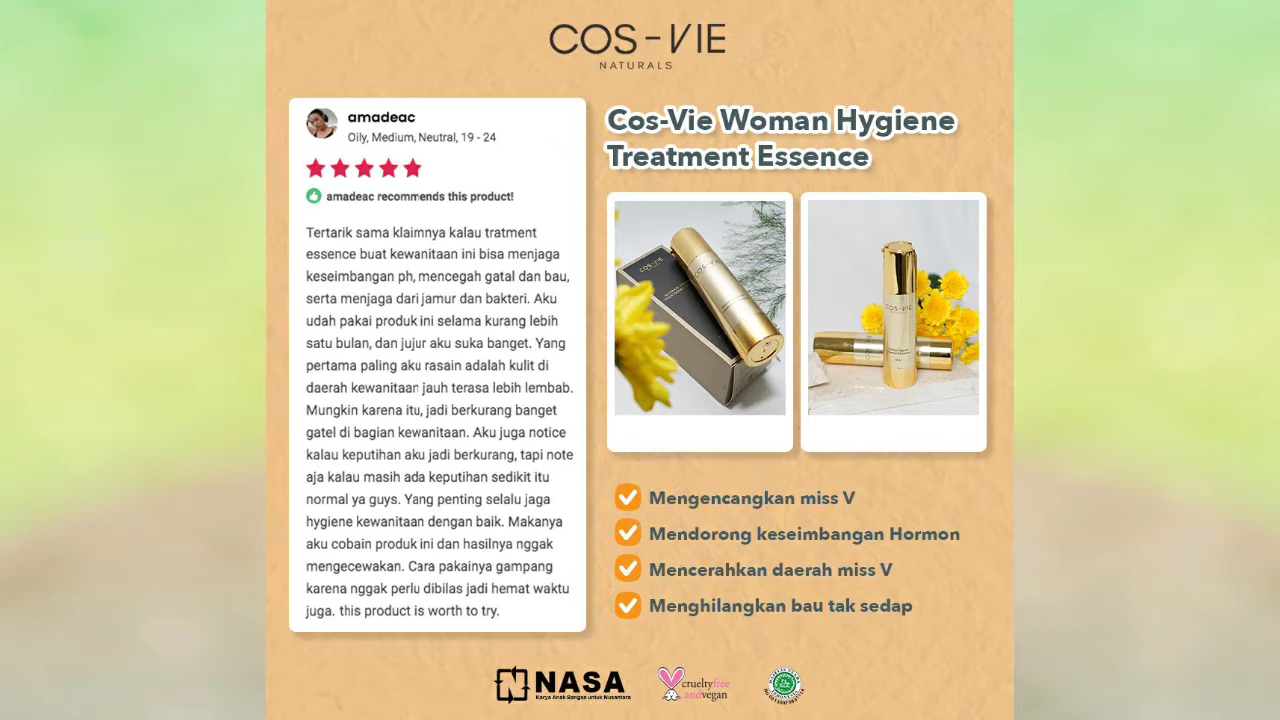 COS-VIE
NATURALS
amadeac
Oily, Medium, Neutral, 19 - 24
amadeac recommends this product!
Tertarik sama klaimnya kalau tratment
essence buat kewanitaan ini bisa menjaga
keseimbangan ph, mencegah gatal dan bau,
serta menjaga dari jamur dan bakteri. Aku
udah pakai produk ini selama kurang lebih
satu bulan, dan jujur aku suka banget. Yang
pertama paling aku rasain adalah kulit di
daerah kewanitaan jauh terasa lebih lembab.
Mungkin karena itu, jadi berkurang banget
gatel di bagian kewanitaan. Aku juga notice
kalau keputihan aku jadi berkurang, tapi note
aja kalau masih ada keputihan sedikit itu
normal ya guys. Yang penting selalu jaga
hygiene kewanitaan dengan baik. Makanya
aku cobain produk ini dan hasilnya nggak
mengecewakan. Cara pakainya gampang
karena nggak perlu dibilas jadi hemat waktu
juga. this product is worth to try.
Cos-Vie Woman Hygiene
Treatment Essence
COS-VIE
COS-VIE
COS-VIE
Mengencangkan miss V
Mendorong keseimbangan Hormon
Mencerahkan daerah miss V
Menghilangkan bau tak sedap
NASA
Karya Anak Bangsa untuk Nusantara
crueltyfree
andvegan